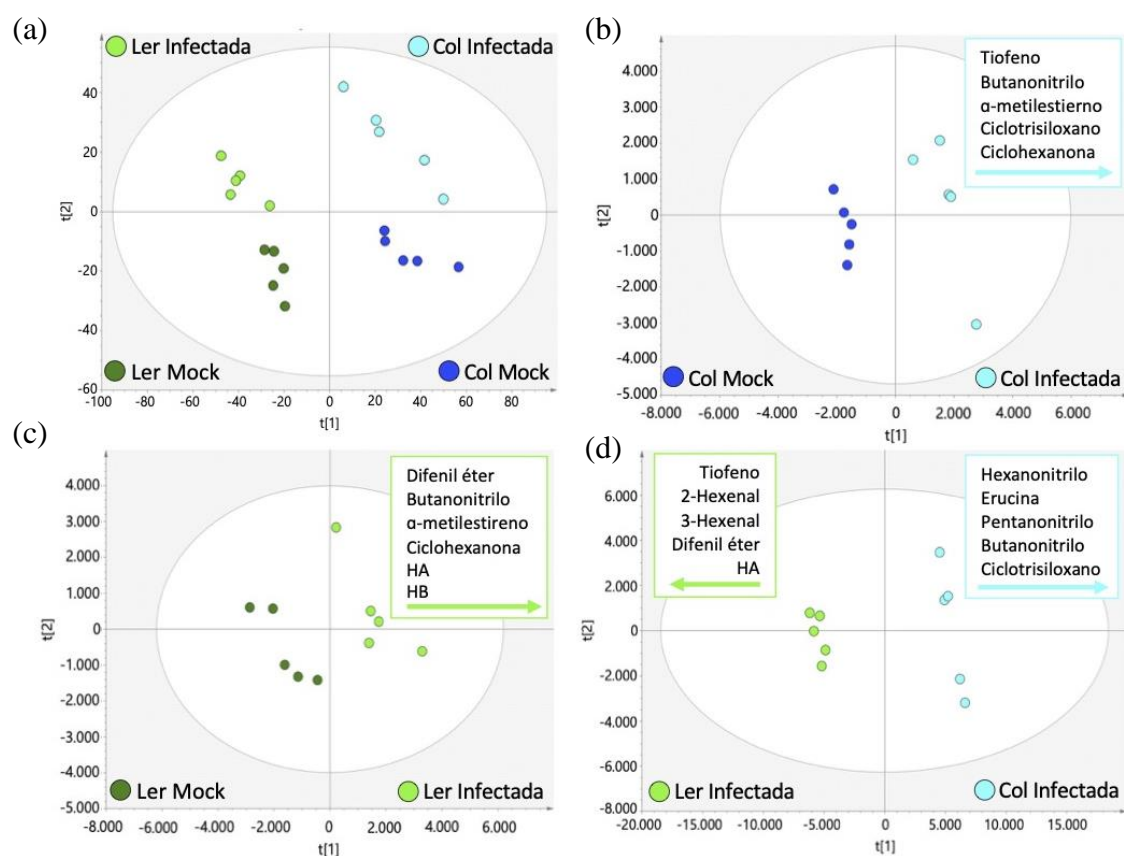 (a)
Ler Infectada
Col Infectada
40
20
0
-20
-40
-60
t[2]
-100
-80
-60
-40
-20
0
20
40
60
80
t[1]
Ler Mock
Col Mock
(b)
Tiofeno
Butanonitrilo
α-metilestierno
Ciclotrisiloxano
Ciclohexanona
4.000
3.000
2.000
1.000
0
-1.000
-2.000
-3.000
-4.000
-5.000
t[2]
-8.000
-6.000
-4.000
-2.000
0
2.000
4.000
6.000
t[1]
Col Mock
Col Infectada
(c)
Difenil éter
Butanonitrilo
α-metilestireno
Ciclohexanona
HA
HB
4.000
3.000
2.000
1.000
0
-1.000
-2.000
-3.000
-4.000
-5.000
t[2]
-8.000
-6.000
-4.000
-2.000
0
2.000
4.000
6.000
t[1]
Ler Mock
Ler Infectada
(d)
Tiofeno
2-Hexenal
3-Hexenal
Difenil éter
HA
Hexanonitrilo
Erucina
Pentanonitrilo
Butanonitrilo
Ciclotrisiloxano
6.000
4.000
2.000
0
-2.000
-4.000
-6.000
-8.000
t[2]
-20.000
-15.000
-10.000
-5.000
0
5.000
10.000
15.000
t[1]
Ler Infectada
Col Infectada